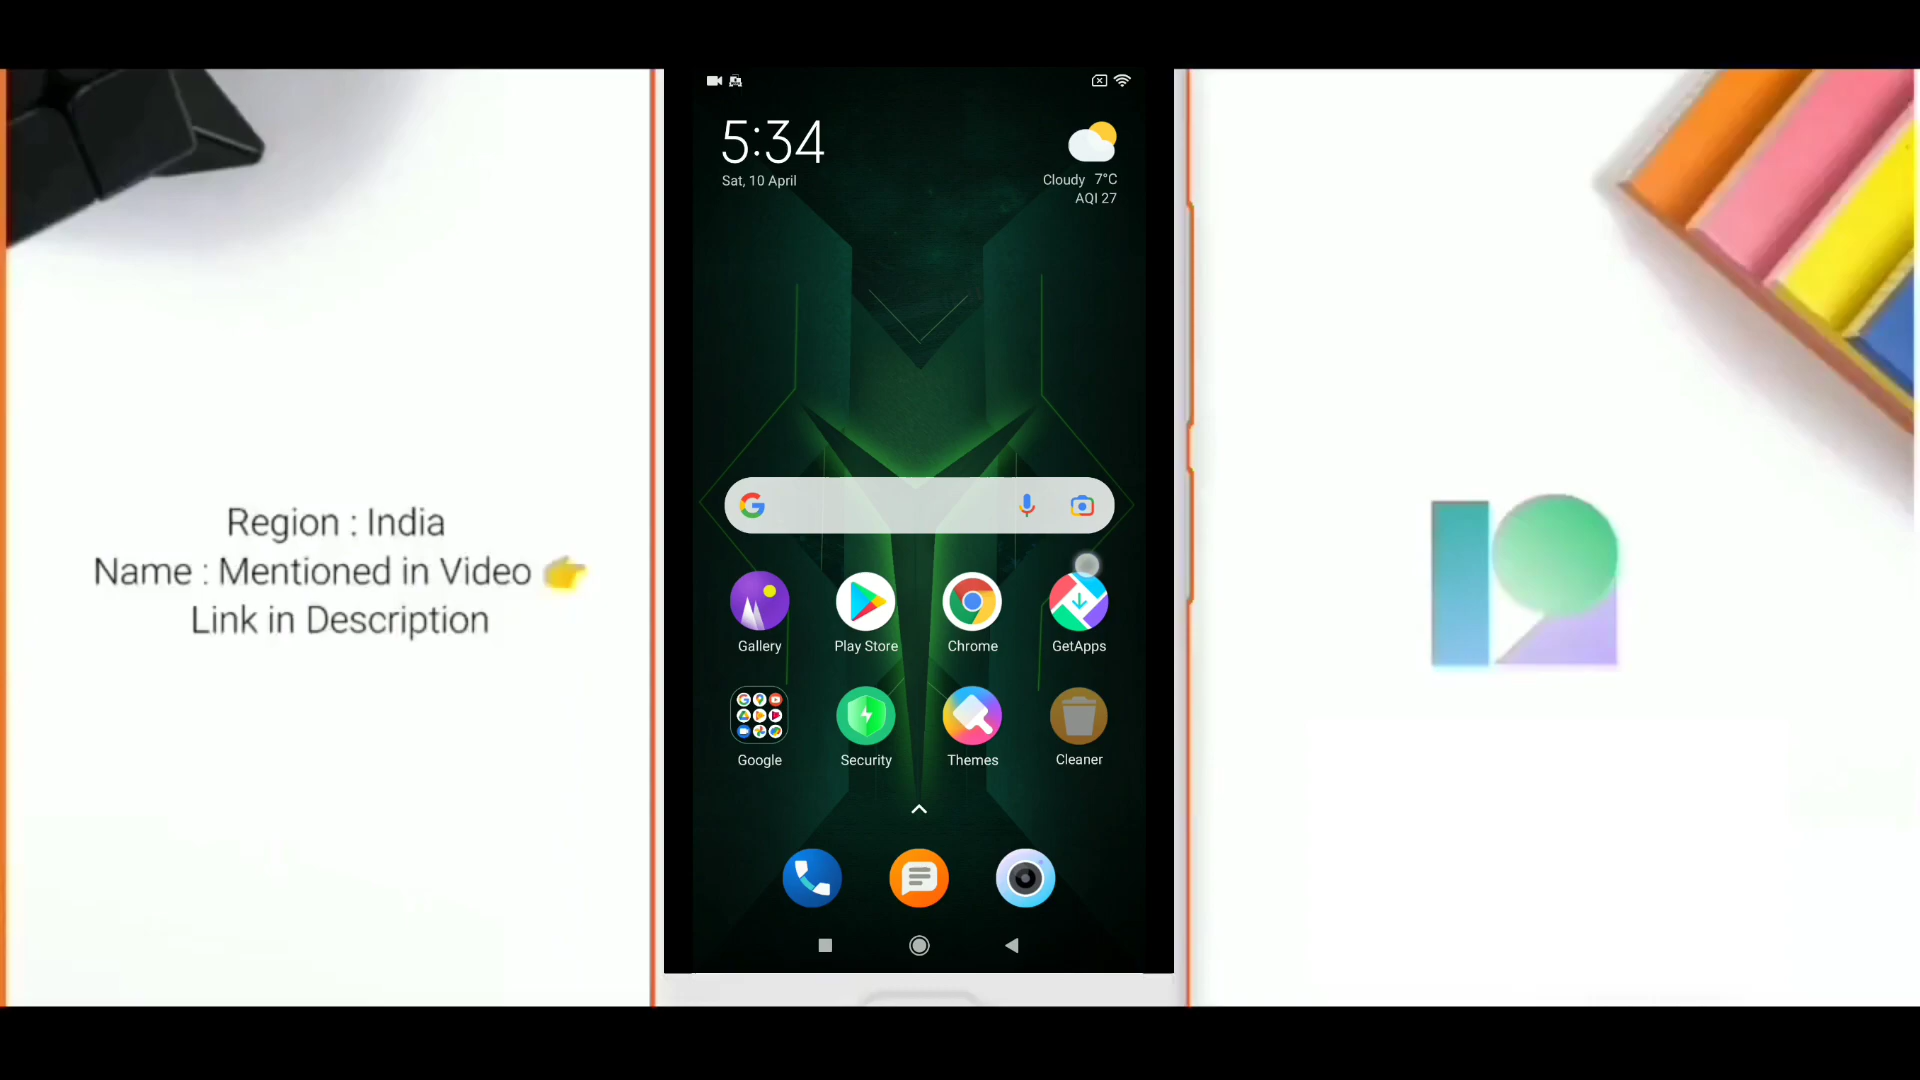 5:34
Sat, 10 April
Cloudy 7°C
AQI 27
Region : India
Name : Mentioned in Video 👉
Link in Description
Gallery
Play Store
Chrome
GetApps
Google
Security
Themes
Cleaner
12